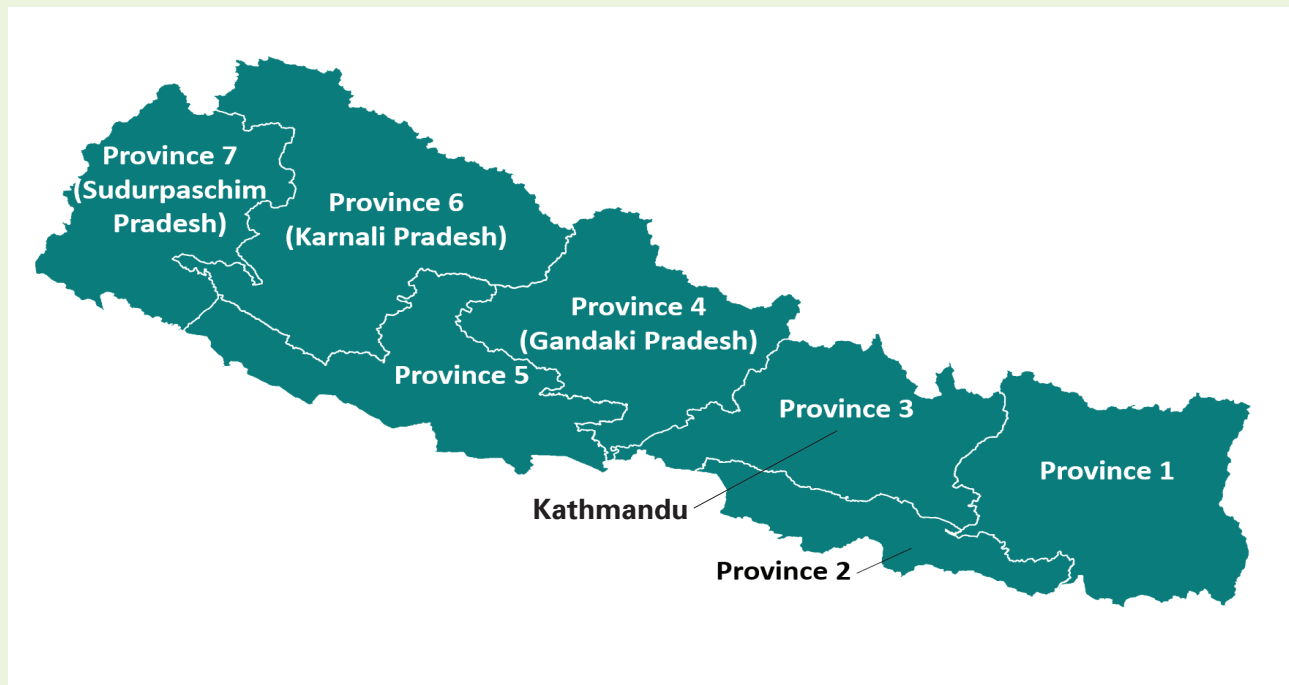 Province 7
(Sudurpaschim
Pradesh)
Province 6
(Karnali Pradesh)
Province 4
(Gandaki Pradesh)
Province 5
Province 3
Province 1
Kathmandu
Province 2